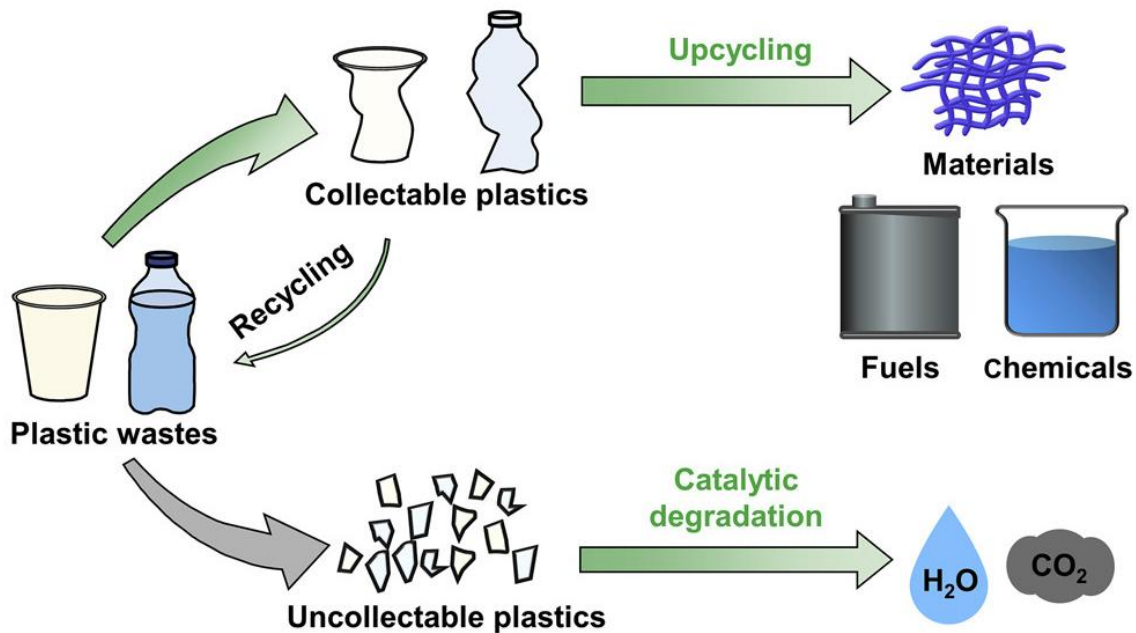 Upcycling
Materials
Collectable plastics
Recycling
Fuels
Chemicals
Plastic wastes
Catalytic
degradation
H₂O
CO₂
Uncollectable plastics